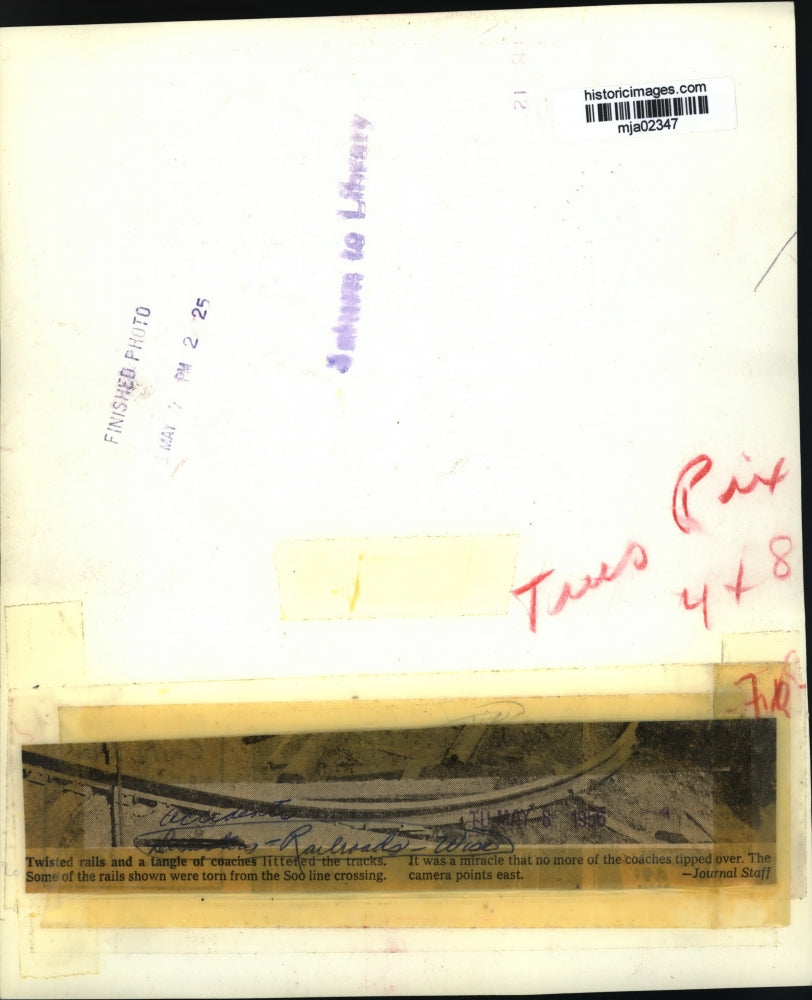 historicimages.com
mja02347
Return to Library
FINISHED PHOTO
MAY 7 PM 2 25
Pix
Tues
4 + 8
accidents
- Railroads - Wisc
TU MAY 8 1956
Twisted rails and a tangle of coaches littered the tracks.
Some of the rails shown were torn from the Soo line crossing.
It was a miracle that no more of the coaches tipped over. The
camera points east.
—Journal Staff